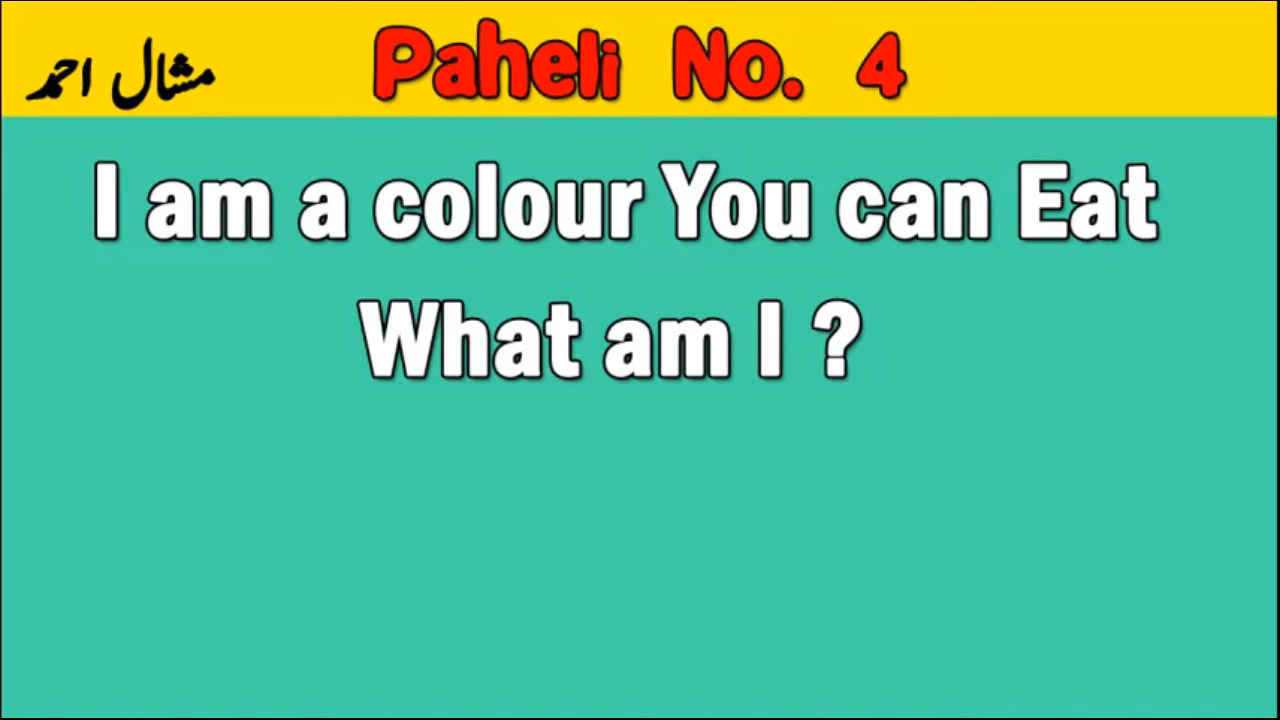 مشال احمد
Paheli No. 4
I am a colour You can Eat
What am I ?